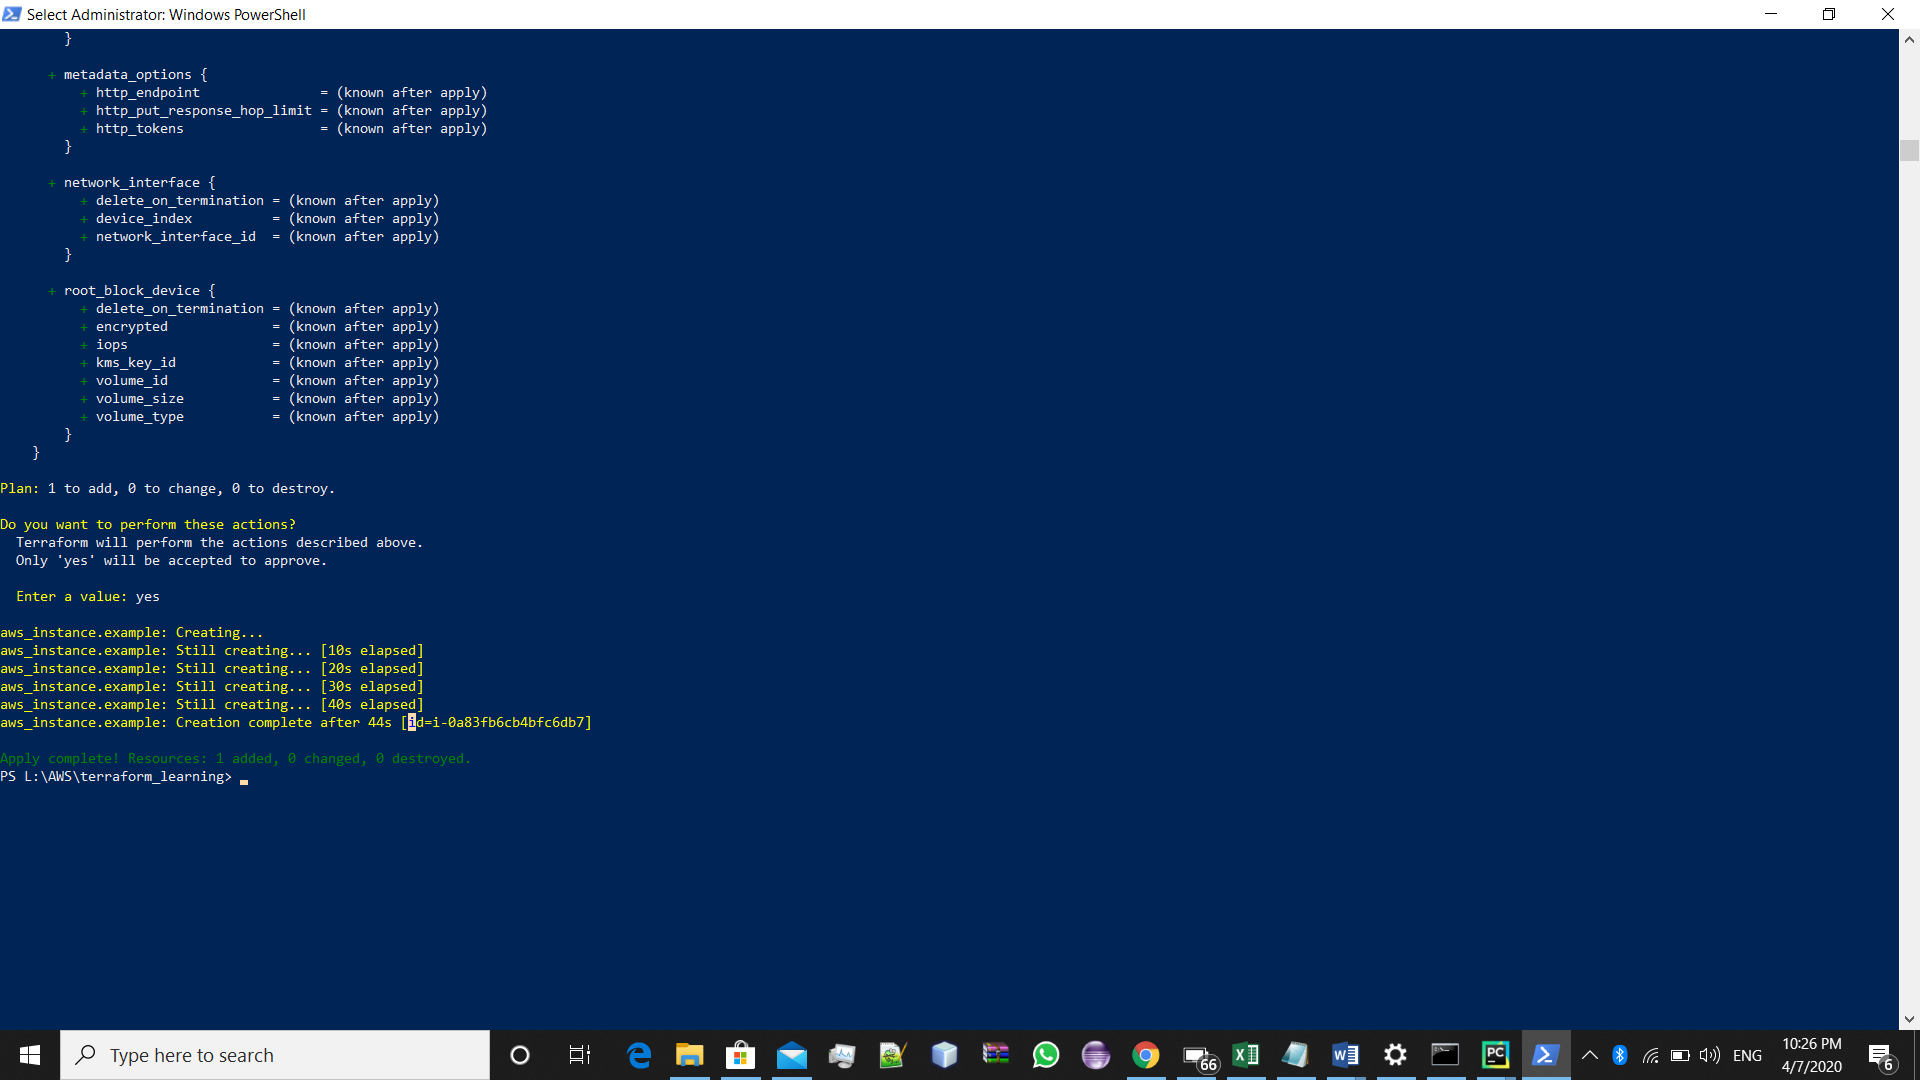 Select Administrator: Windows PowerShell
}
+ metadata_options {
+ http_endpoint = (known after apply)
+ http_put_response_hop_limit = (known after apply)
+ http_tokens = (known after apply)
}
+ network_interface {
+ delete_on_termination = (known after apply)
+ device_index = (known after apply)
+ network_interface_id = (known after apply)
}
+ root_block_device {
+ delete_on_termination = (known after apply)
+ encrypted = (known after apply)
+ iops = (known after apply)
+ kms_key_id = (known after apply)
+ volume_id = (known after apply)
+ volume_size = (known after apply)
+ volume_type = (known after apply)
}
}
Plan: 1 to add, 0 to change, 0 to destroy.
Do you want to perform these actions?
Terraform will perform the actions described above.
Only 'yes' will be accepted to approve.
Enter a value: yes
aws_instance.example: Creating...
aws_instance.example: Still creating... [10s elapsed]
aws_instance.example: Still creating... [20s elapsed]
aws_instance.example: Still creating... [30s elapsed]
aws_instance.example: Still creating... [40s elapsed]
aws_instance.example: Creation complete after 44s [id=i-0a83fb6cb4bfc6db7]
Apply complete! Resources: 1 added, 0 changed, 0 destroyed.
PS L:\AWS\terraform_learning>
Type here to search
66
PC
ENG
10:26 PM
4/7/2020
6